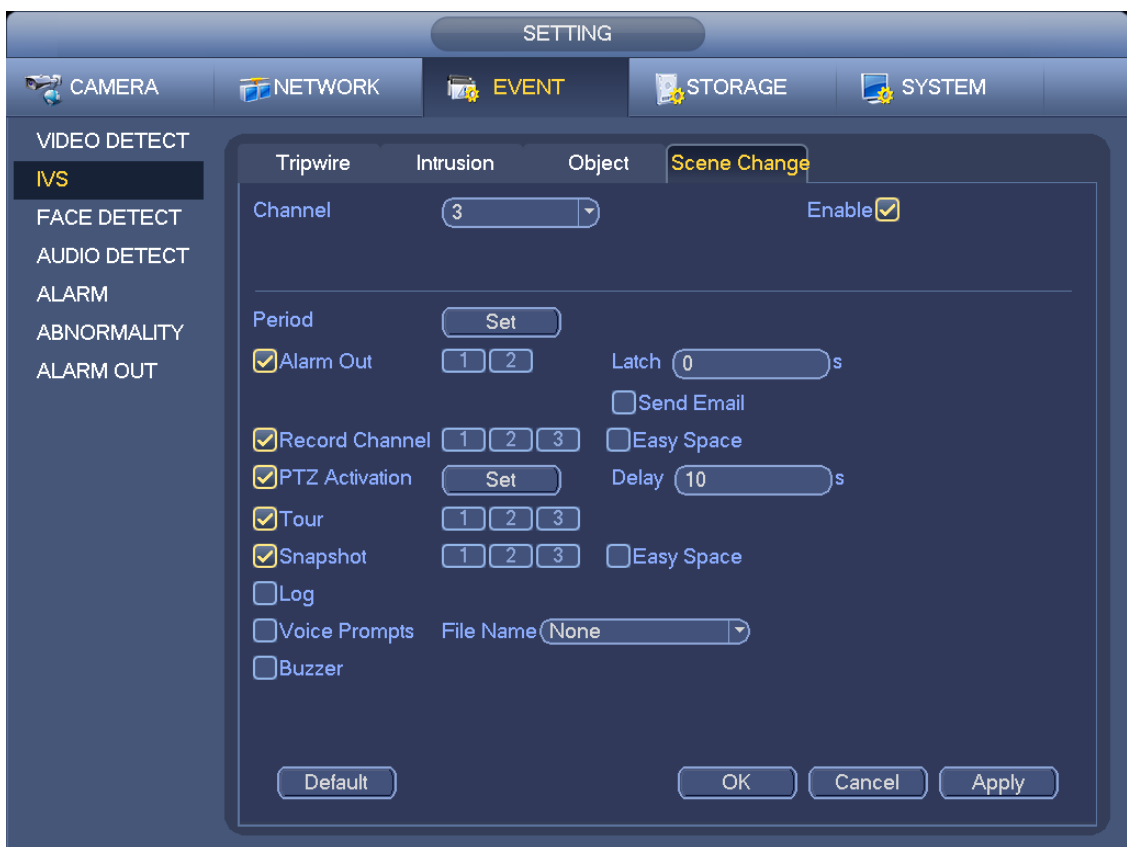 SETTING
CAMERA NETWORK EVENT STORAGE SYSTEM
VIDEO DETECT
IVS
FACE DETECT
AUDIO DETECT
ALARM
ABNORMALITY
ALARM OUT
Tripwire Intrusion Object Scene Change
Channel 3 Enable
Period Set
Alarm Out 1 2 Latch 0 s
Send Email
Record Channel 1 2 3 Easy Space
PTZ Activation Set Delay 10 s
Tour 1 2 3
Snapshot 1 2 3 Easy Space
Log
Voice Prompts File Name None
Buzzer
Default OK Cancel Apply